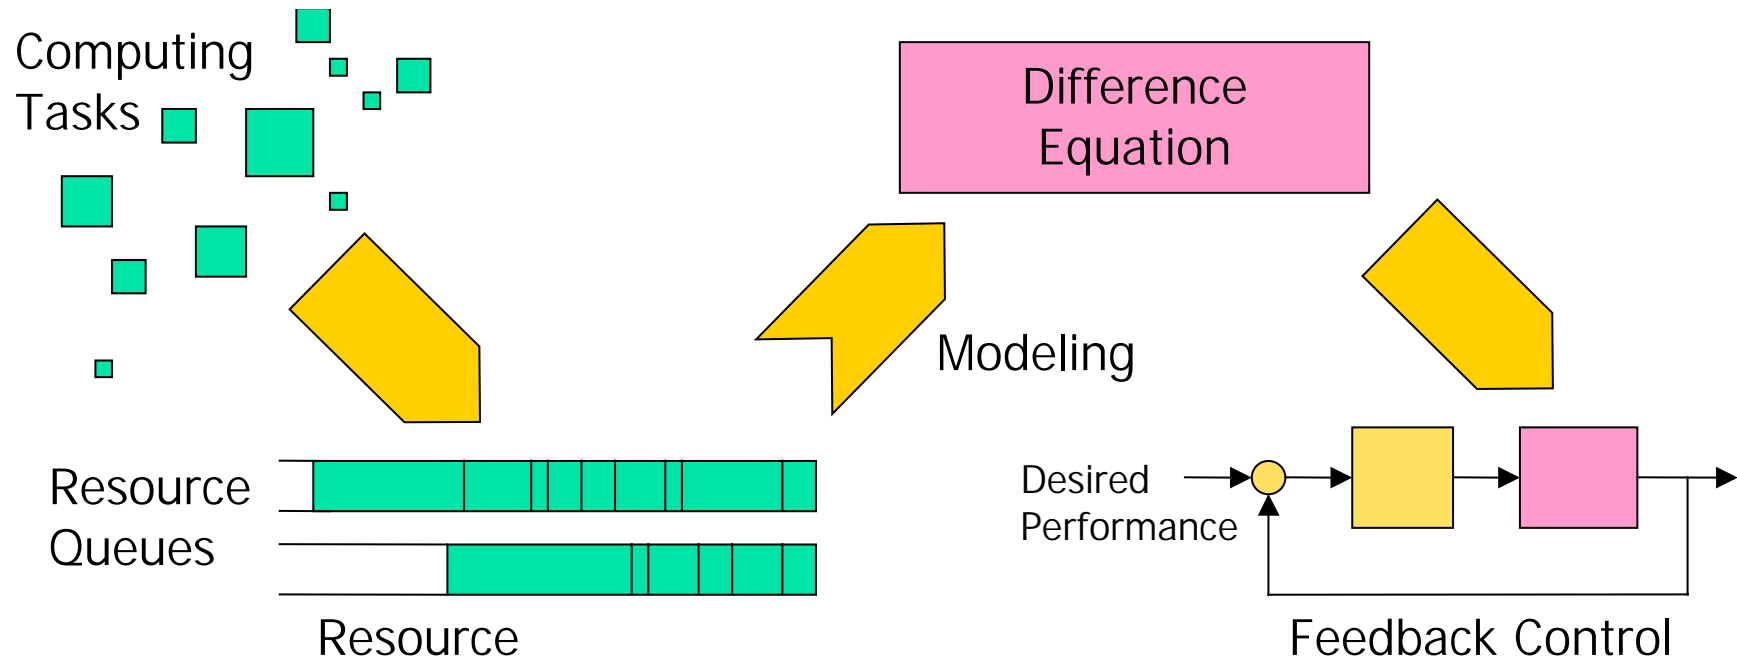 Computing
Tasks
Difference
Equation
Modeling
Resource
Queues
Desired
Performance
Resource
Feedback Control